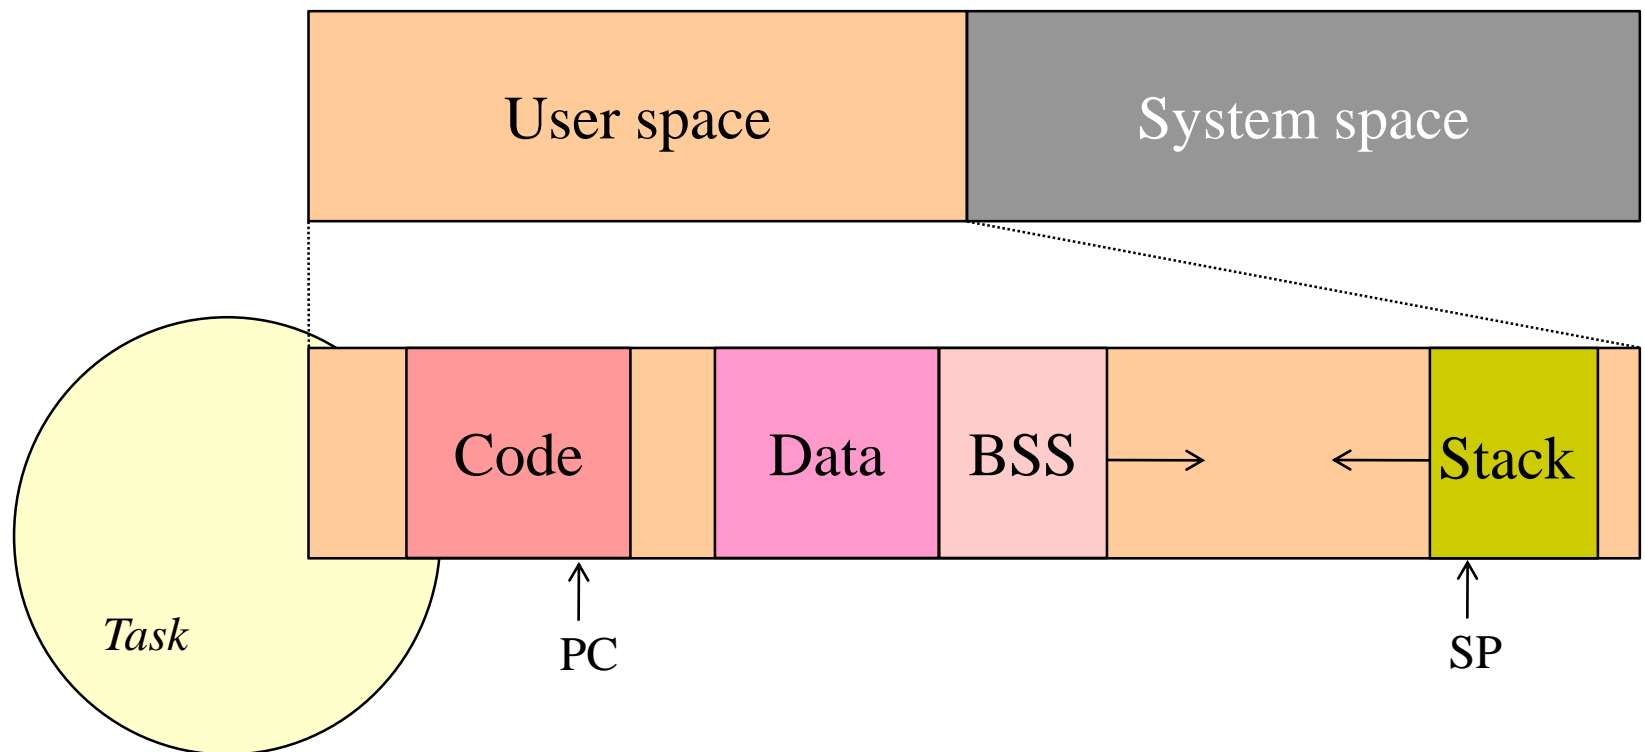 User space
System space
Code
Data
BSS
Stack
Task
PC
SP